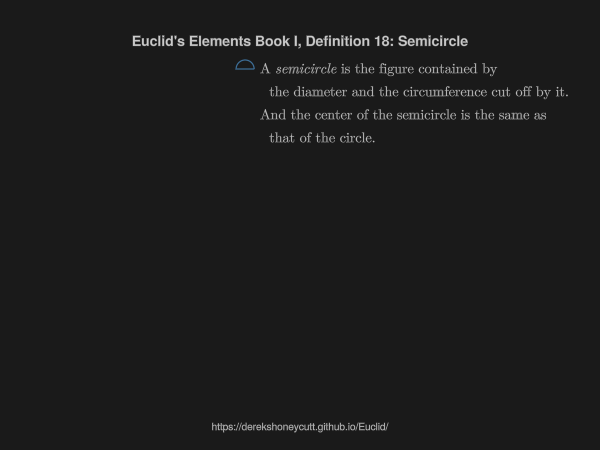 Euclid's Elements Book I, Definition 18: Semicircle
A semicircle is the figure contained by
the diameter and the circumference cut off by it.
And the center of the semicircle is the same as
that of the circle.
https://derekshoneycutt.github.io/Euclid/